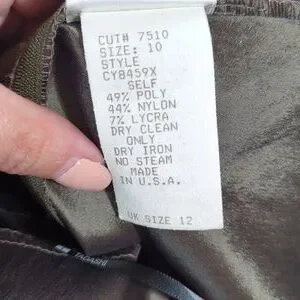 CUT# 7510
SIZE: 10
STYLE
CY8459X
SELF
49% POLY
44% NYLON
7% LYCRA
DRY CLEAN
ONLY
DRY IRON
NO STEAM
MADE
IN U.S.A.
UK SIZE 12
TADASHI